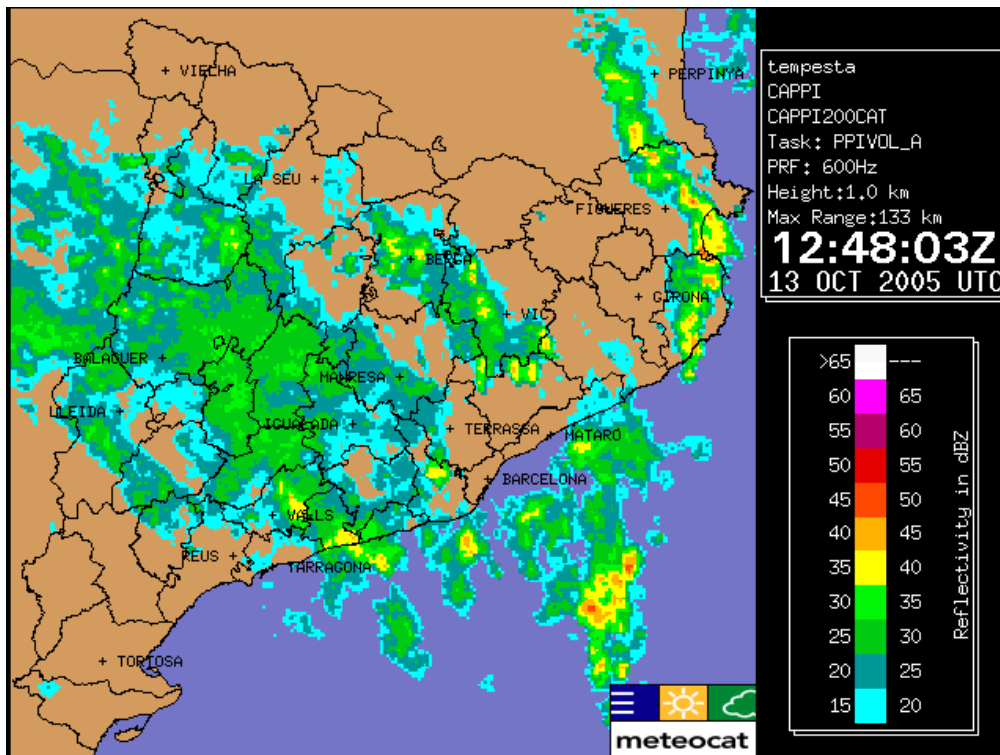 VIELHA
PERPINYA
LA SEU
FIGUERES
BERGA
GIRONA
VIC
BALAGUER
MANRESA
LLEIDA
IGUALADA
TERRASSA
MATARÓ
BARCELONA
VALLS
REUS
TARRAGONA
TORTOSA
meteocat
tempesta
CAPPI
CAPPI200CAT
Task: PPIVOL_A
PRF: 600Hz
Height:1.0 km
Max Range:133 km
12:48:03Z
13 OCT 2005 UTC
>65 ---
60 65
55 60
50 55
45 50
40 45
35 40
30 35
25 30
20 25
15 20
Reflectivity in dBZ